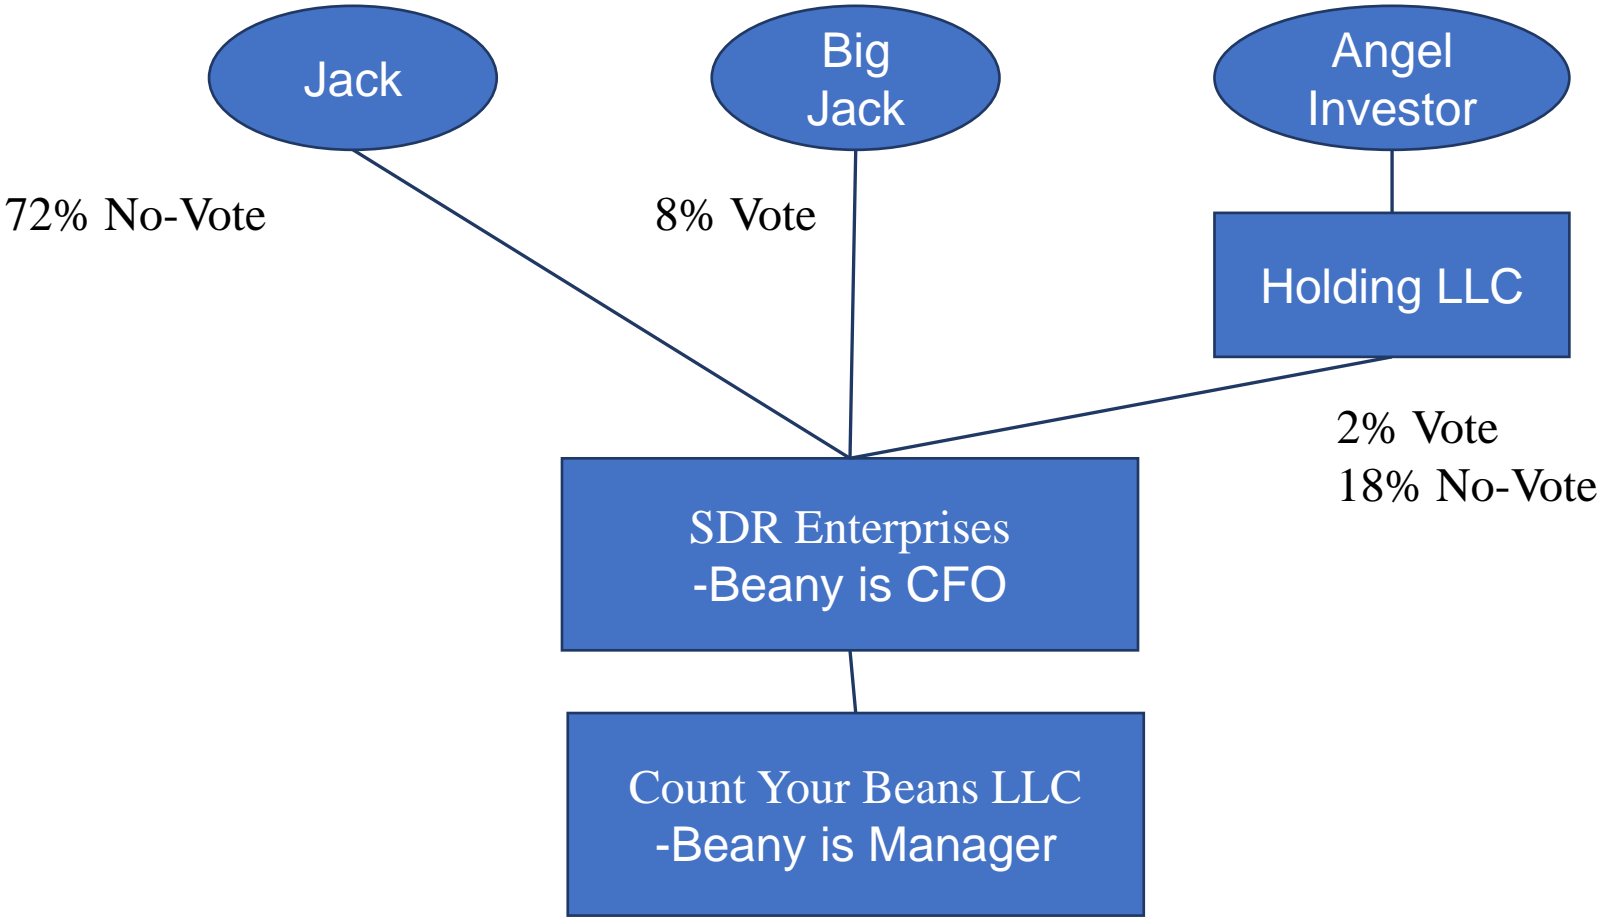 Jack
Big
Jack
Angel
Investor
72% No-Vote
8% Vote
Holding LLC
2% Vote
18% No-Vote
SDR Enterprises
-Beany is CFO
Count Your Beans LLC
-Beany is Manager